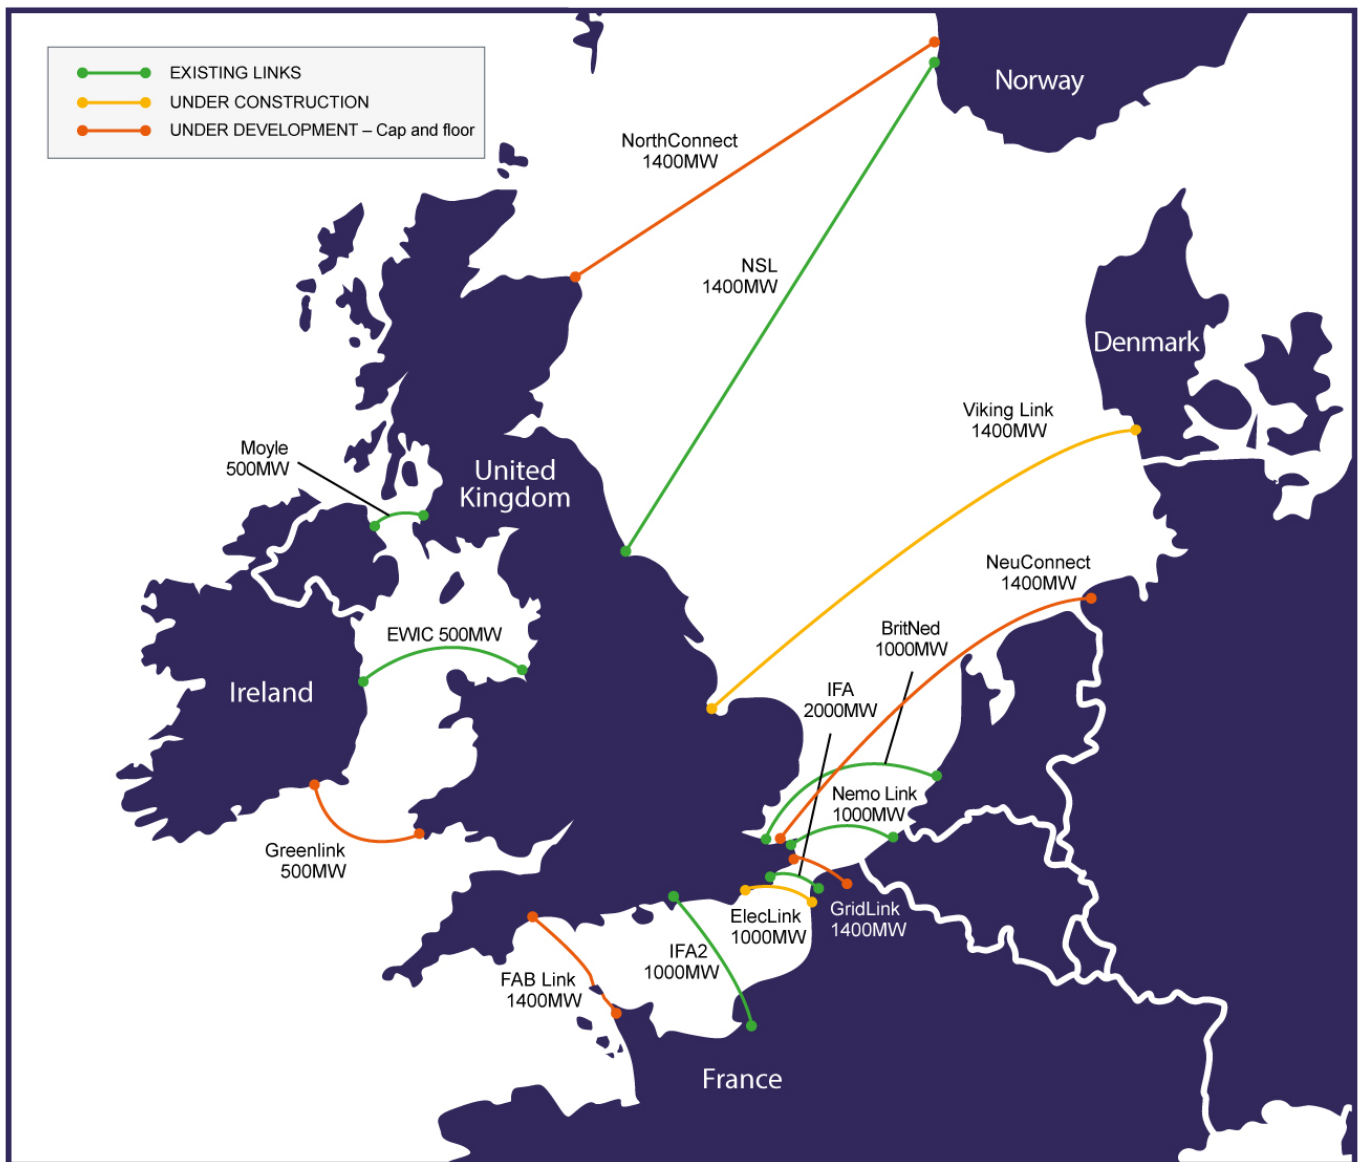 EXISTING LINKS
UNDER CONSTRUCTION
UNDER DEVELOPMENT – Cap and floor
Norway
NorthConnect
1400MW
NSL
1400MW
Denmark
Viking Link
1400MW
Moyle
500MW
United
Kingdom
NeuConnect
1400MW
BritNed
1000MW
EWIC 500MW
Ireland
IFA
2000MW
Nemo Link
1000MW
Greenlink
500MW
ElecLink
1000MW
GridLink
1400MW
IFA2
1000MW
FAB Link
1400MW
France